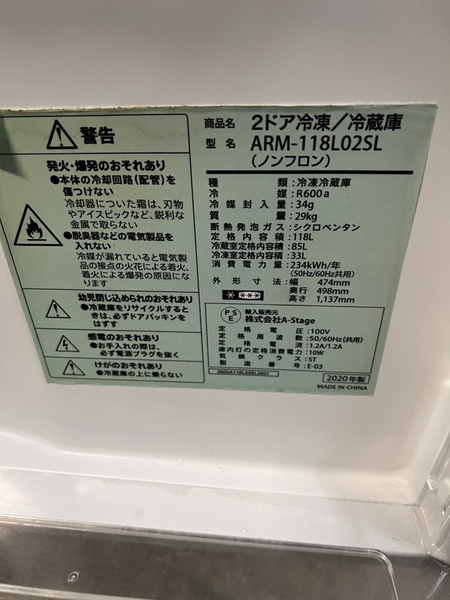 警告
発火・爆発のおそれあり
●本体の冷却回路(配管)を
傷つけない
冷却器についた霜は、刃物
やアイスピックなど、鋭利な
金属で取らない
●脱臭器などの電気製品を
入れない
冷媒が漏れていると電気製
品の接点の火花による着火、
着火により発火、爆発の原因に
なります
幼児閉じ込められのおそれあり
●冷蔵庫をリサイクルするとき
は、必ずドアパッキンを
はずす
感電のおそれあり
●お手入れの際は、
必ず電源プラグを抜く
けがのおそれあり
●冷蔵庫の上に乗らない
商品名 2ドア冷凍/冷蔵庫
型名 ARM-118L02SL
(ノンフロン)
種類:冷凍冷蔵庫
冷媒:R600a
冷媒封入量:34g
質量:29kg
断熱発泡ガス:シクロペンタン
定格内容積:118L
冷蔵室定格内容積:85L
冷凍室定格内容積:33L
消費電力量:234kWh/年
(50Hz/60Hz共用)
外形寸法:幅 474mm
奥行 498mm
高さ 1,137mm
PSE
輸入販売元
株式会社A-Stage
定格電圧:100V
定格周波数:50/60Hz(共用)
定格電流:1.2A/1.2A
庫内灯の定格消費電力:10W
気候クラス:ST
製造番号:E-03
2020年製
MADE IN CHINA